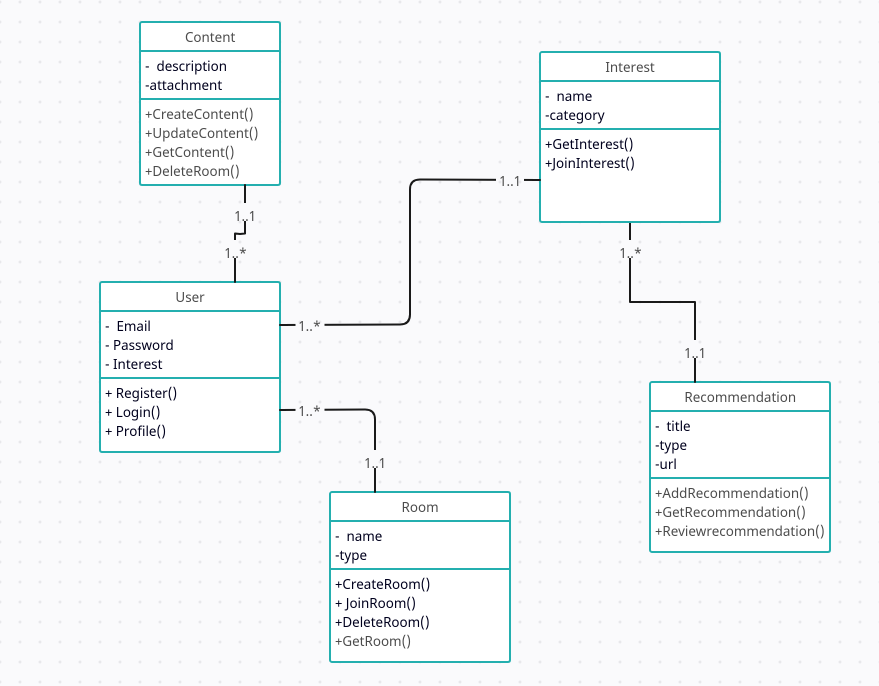 Content
-  description
-attachment
+CreateContent()
+UpdateContent()
+GetContent()
+DeleteRoom()
1..1
1..*
Interest
-  name
-category
+GetInterest()
+JoinInterest()
1..1
1..*
User
-  Email
- Password
- Interest
+ Register()
+ Login()
+ Profile()
1..*
1..*
1..1
1..1
Recommendation
-  title
-type
-url
+AddRecommendation()
+GetRecommendation()
+Reviewrecommendation()
Room
-  name
-type
+CreateRoom()
+ JoinRoom()
+DeleteRoom()
+GetRoom()